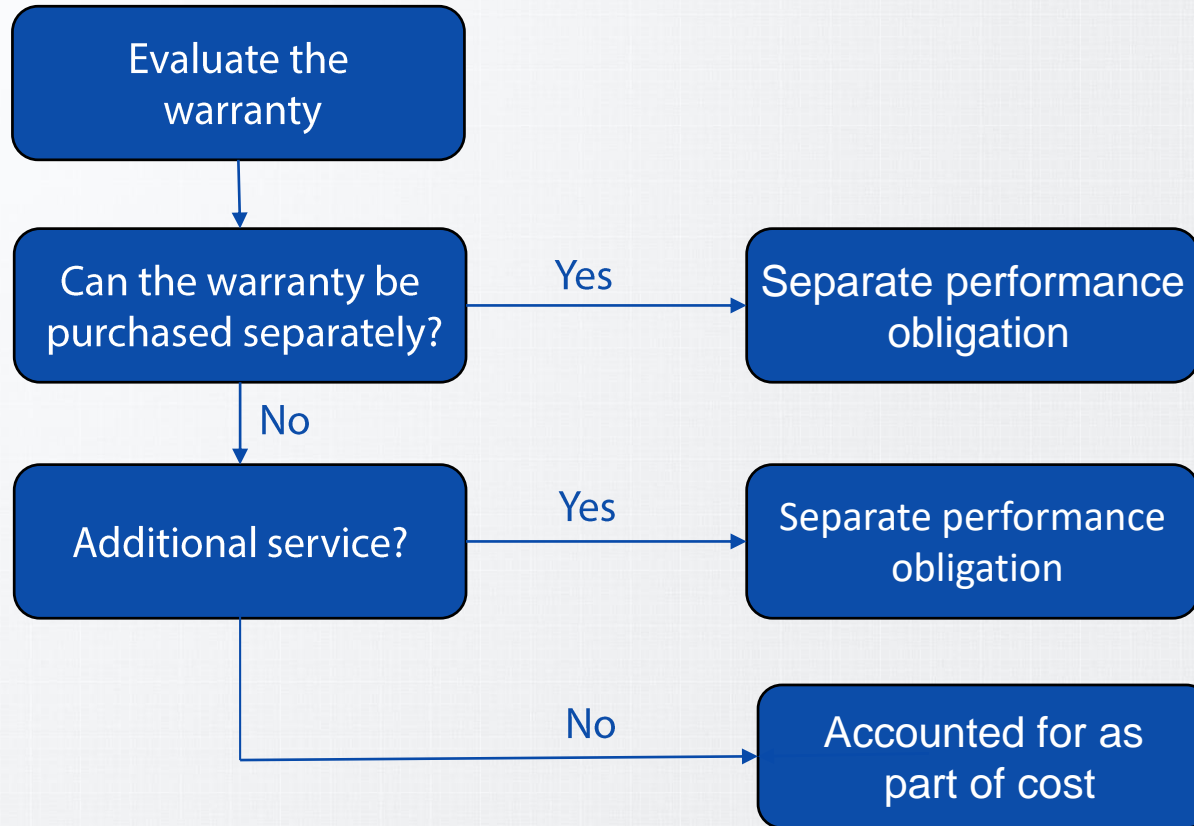 Evaluate the
warranty
Can the warranty be
purchased separately?
Yes
Separate performance
obligation
No
Additional service?
Yes
Separate performance
obligation
No
Accounted for as
part of cost